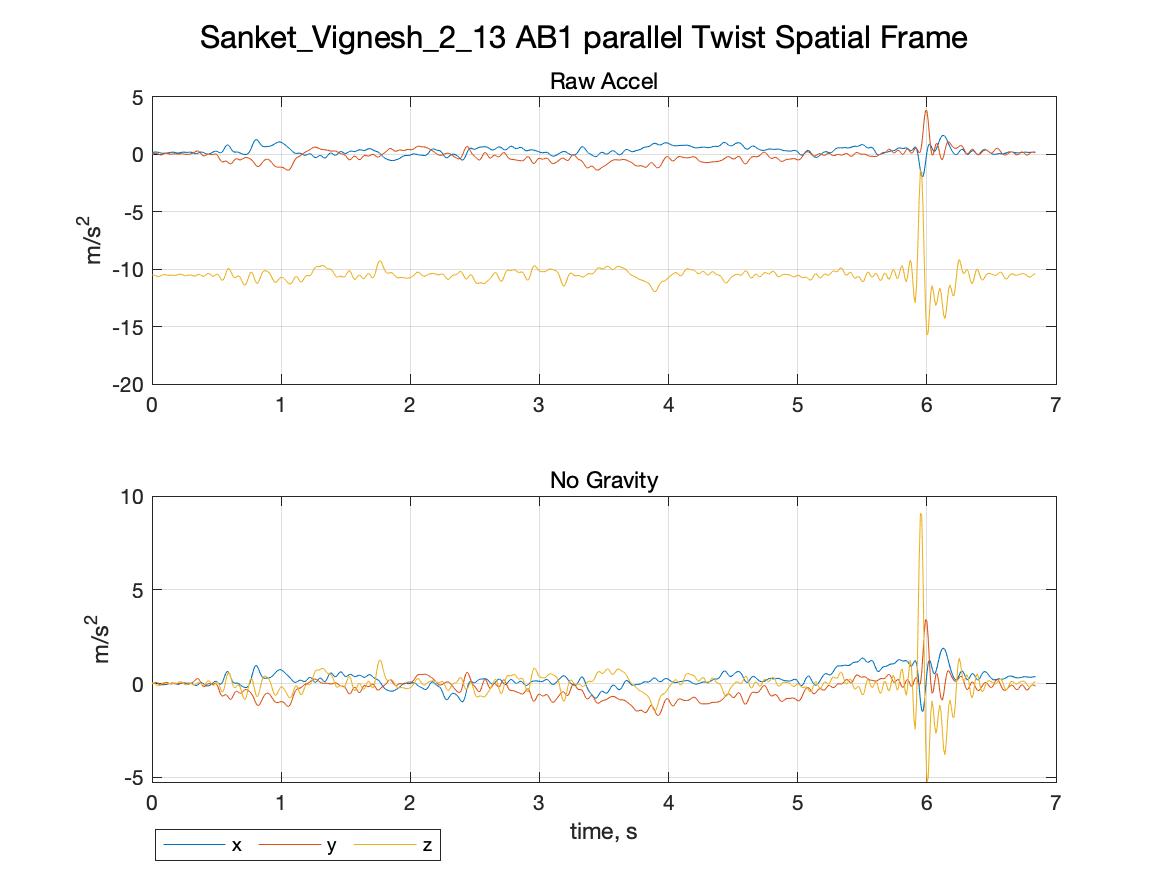 Sanket_Vignesh_2_13 AB1 parallel Twist Spatial Frame
Raw Accel
5
0
-5
-10
-15
-20
m/s2
0 1 2 3 4 5 6 7
No Gravity
10
5
0
-5
m/s2
0 1 2 3 4 5 6 7
time, s
x y z